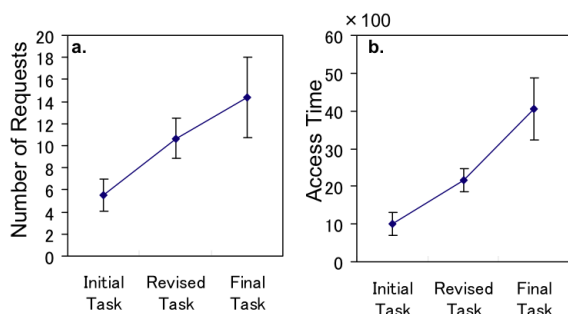 a.
Number of Requests
20
18
16
14
12
10
8
6
4
2
0
Initial Task
Revised Task
Final Task
×100
b.
Access Time
60
50
40
30
20
10
0
Initial Task
Revised Task
Final Task